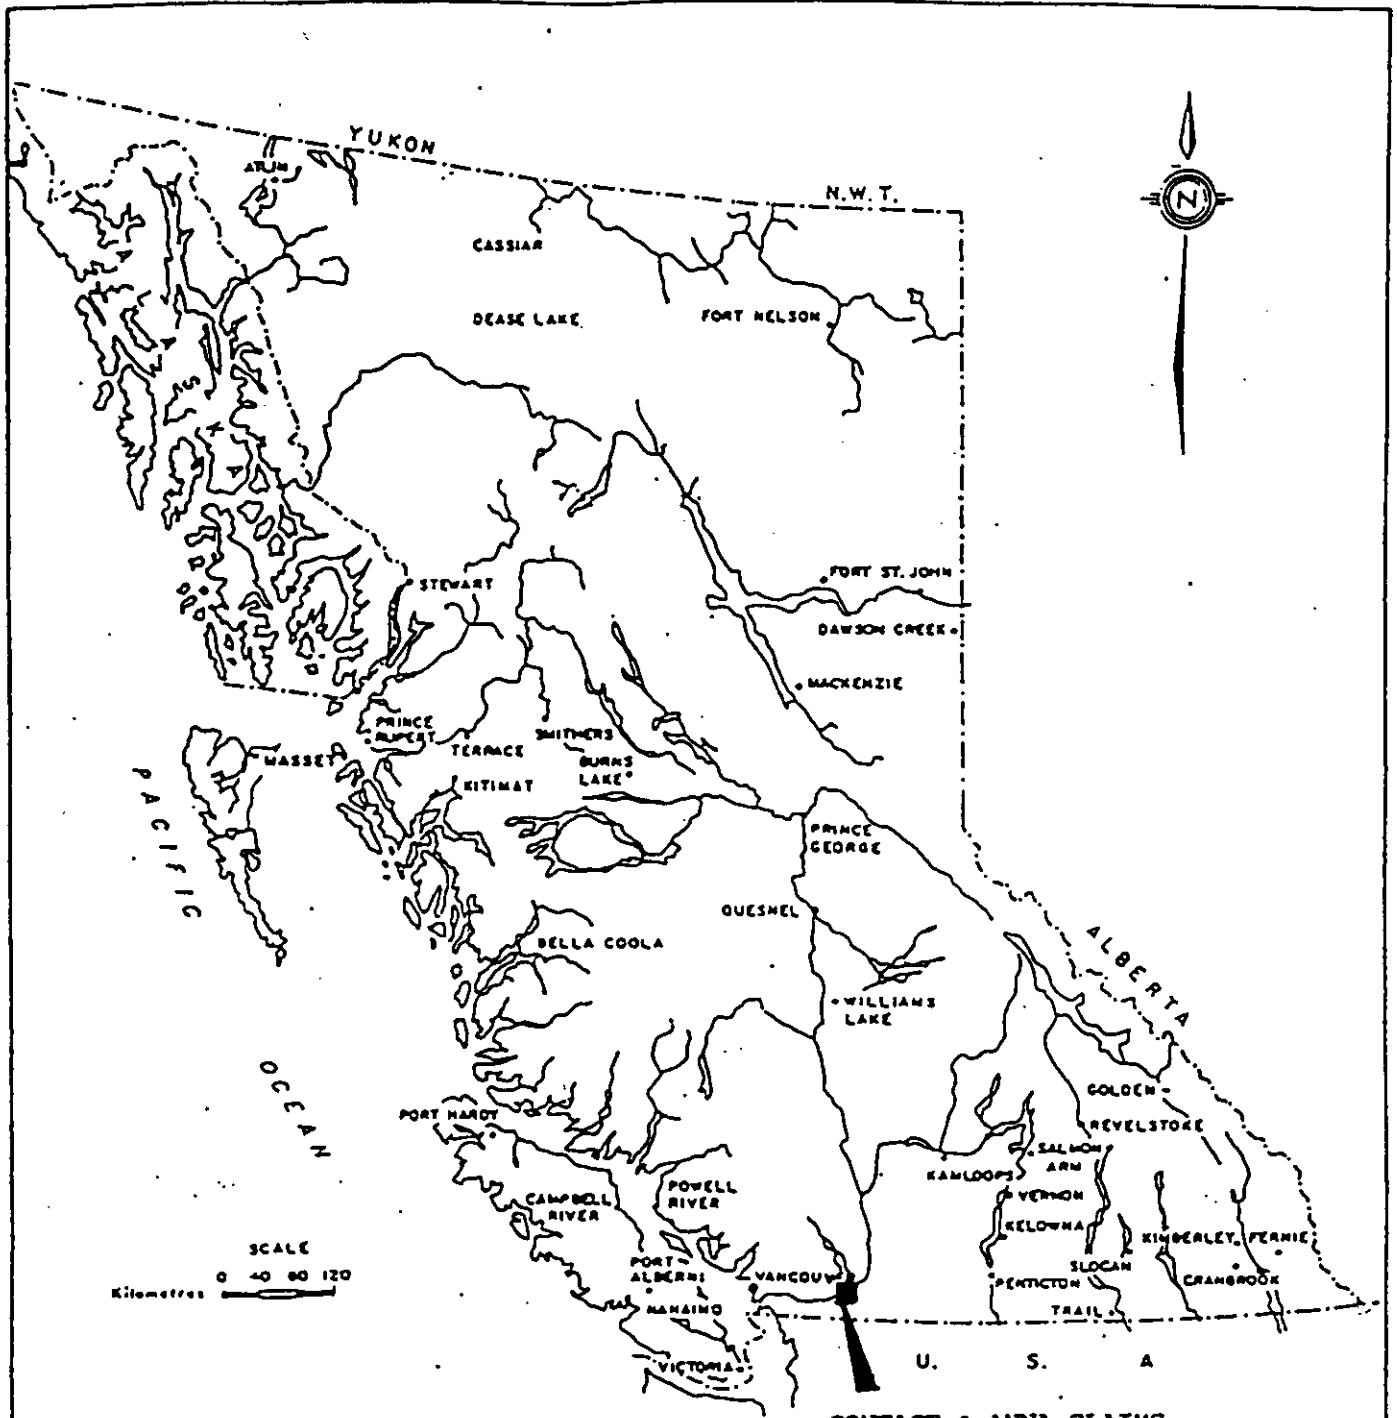 YUKON
ATLIN
N.W.T.
N
CASSIAR
DEASE LAKE
FORT NELSON
ALASKA
STEWART
FORT ST. JOHN
DAWSON CREEK
MACKENZIE
PRINCE
RUPERT
TERRACE
SMITHERS
MASSET
BURNS
LAKE
KITIMAT
PACIFIC
OCEAN
PRINCE
GEORGE
QUESNEL
BELLA COOLA
ALBERTA
WILLIAMS
LAKE
GOLDEN
PORT HARDY
REVELSTOKE
SALMON
ARM
KAMLOOPS
POWELL
RIVER
VERNON
CAMPBELL
RIVER
KELOWNA
KIMBERLEY
FERNIE
SCALE
0 40 80 120
Kilometres
PORT
ALBERNI
VANCOUV
SLOCAN
PENTICTON
CRANBROOK
NANAIMO
TRAIL
VICTORIA
U. S. A